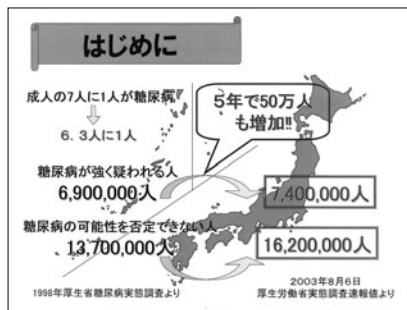 はじめに
成人の7人に1人が糖尿病
6.3人に1人
5年で50万人
も増加!!
糖尿病が強く疑われる人
6,900,000人
7,400,000人
糖尿病の可能性を否定できない人
13,700,000人
16,200,000人
1998年厚生省糖尿病実態調査より
2003年8月6日
厚生労働省実態調査速報値より